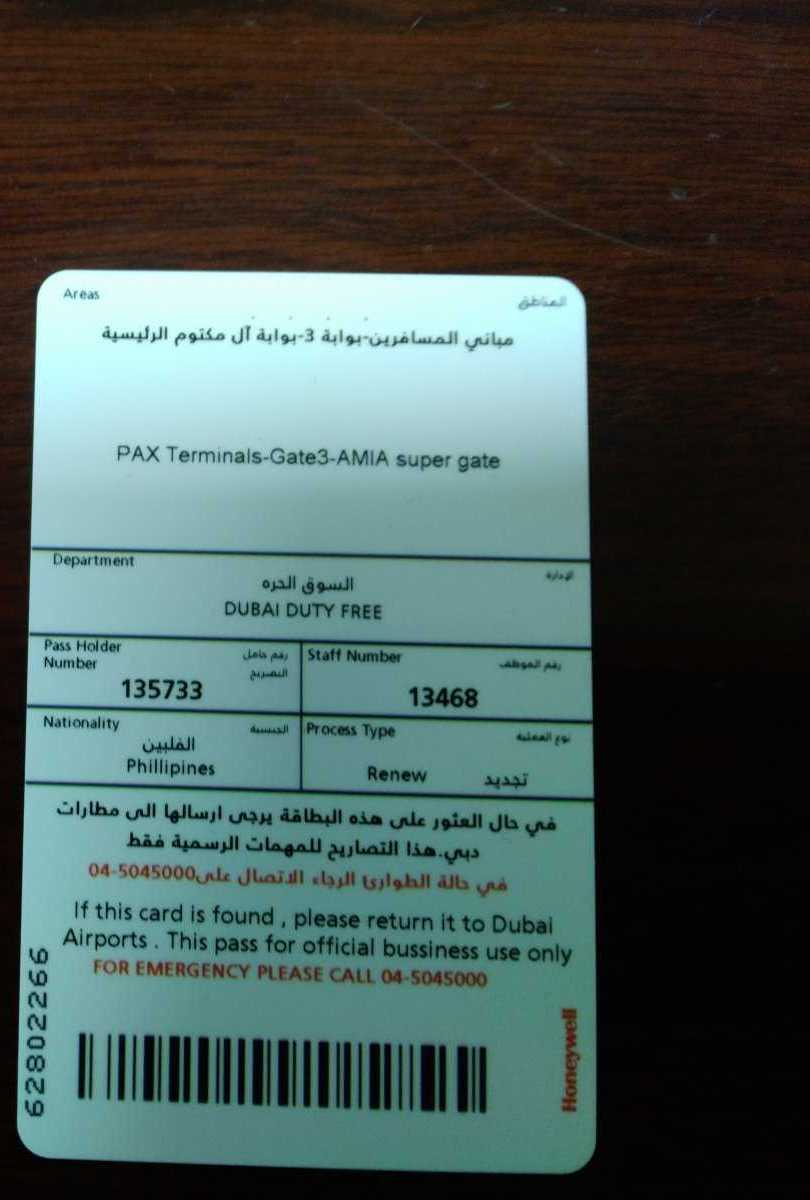 Areas المناطق
مباني المسافرين-بوابة 3-بوابة آل مكتوم الرئيسية
PAX Terminals-Gate3-AMIA super gate
Department الإدارة
السوق الحره
DUBAI DUTY FREE
Pass Holder Number رقم حامل التصريح
135733
Staff Number رقم الموظف
13468
Nationality الجنسية
الفلبين
Phillipines
Process Type نوع العملية
Renew تجديد
في حال العثور على هذه البطاقة يرجى ارسالها الى مطارات
دبي.هذا التصاريح للمهمات الرسمية فقط
في حالة الطوارئ الرجاء الاتصال على04-5045000
If this card is found , please return it to Dubai
Airports . This pass for official bussiness use only
FOR EMERGENCY PLEASE CALL 04-5045000
62802266
Honeywell